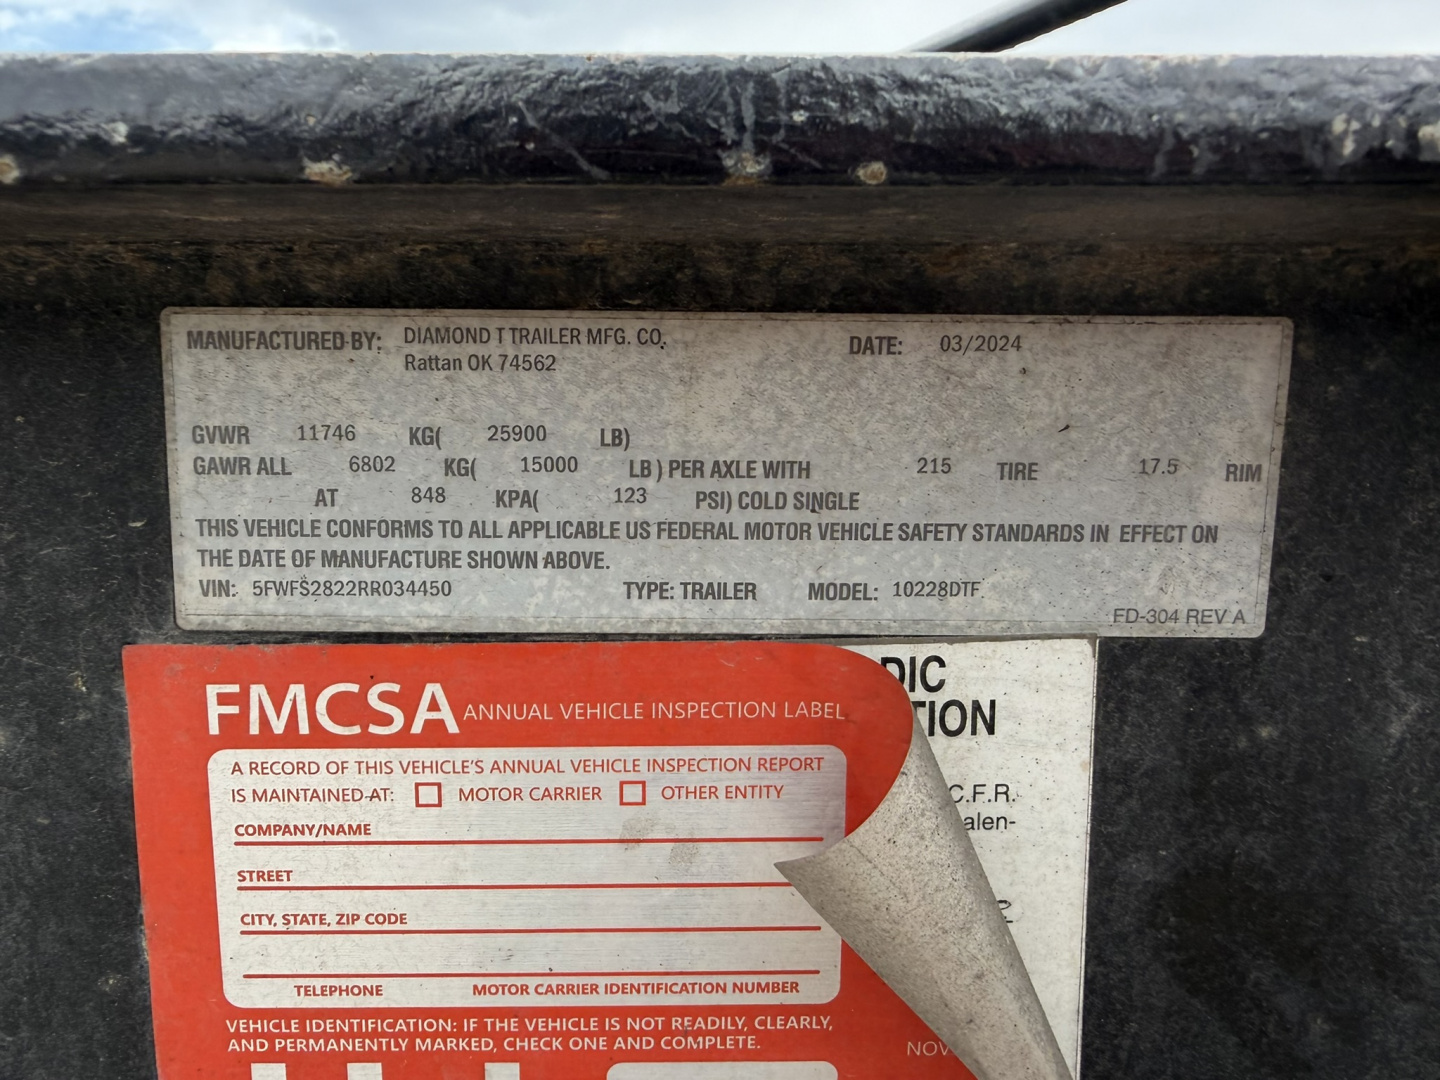 MANUFACTURED BY: DIAMOND T TRAILER MFG. CO. DATE: 03/2024
Rattan OK 74562
GVWR 11746 KG( 25900 LB)
GAWR ALL 6802 KG( 15000 LB ) PER AXLE WITH 215 TIRE 17.5 RIM
AT 848 KPA( 123 PSI) COLD SINGLE
THIS VEHICLE CONFORMS TO ALL APPLICABLE US FEDERAL MOTOR VEHICLE SAFETY STANDARDS IN EFFECT ON
THE DATE OF MANUFACTURE SHOWN ABOVE.
VIN: 5FWFS2822RR034450 TYPE: TRAILER MODEL: 10228DTF
FD-304 REV A
FMCSA ANNUAL VEHICLE INSPECTION LABEL
A RECORD OF THIS VEHICLE'S ANNUAL VEHICLE INSPECTION REPORT
IS MAINTAINED AT: MOTOR CARRIER OTHER ENTITY
COMPANY/NAME
STREET
CITY, STATE, ZIP CODE
TELEPHONE MOTOR CARRIER IDENTIFICATION NUMBER
VEHICLE IDENTIFICATION: IF THE VEHICLE IS NOT READILY, CLEARLY,
AND PERMANENTLY MARKED, CHECK ONE AND COMPLETE.
NOV
DIC
TION
C.F.R.
alen-